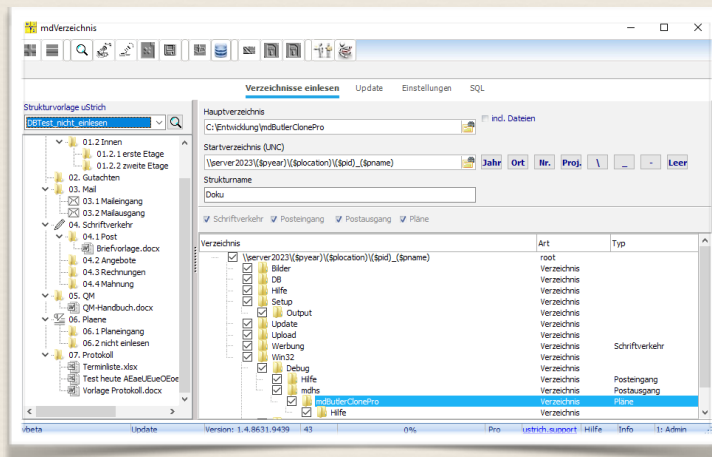 mdVerzeichnis
Verzeichnisse einlesen Update Einstellungen SQL
Strukturvorlage uStrich
DBTest_nicht_einlesen
01.2 Innen
01.2.1 erste Etage
01.2.2 zweite Etage
02. Gutachten
03. Mail
03.1 Maileingang
03.2 Mailausgang
04. Schriftverkehr
04.1 Post
Briefvorlage.docx
04.2 Angebote
04.3 Rechnungen
04.4 Mahnung
05. QM
QM-Handbuch.docx
06. Plaene
06.1 Planeingang
06.2 nicht einlesen
07. Protokoll
Terminliste.xlsx
Test heute AEaeUEueOEoe
Vorlage Protokoll.docx
Hauptverzeichnis
C:\Entwicklung\mdButlerClonePro
incl. Dateien
Startverzeichnis (UNC)
\\server2023\($pyear)\($plocation)\($pid)_($pname)
Jahr Ort Nr. Proj. \ _ - Leer
Strukturname
Doku
Schriftverkehr Posteingang Postausgang Pläne
Verzeichnis Art Typ
\\server2023\($pyear)\($plocation)\($pid)_($pname) root
Bilder Verzeichnis
DB Verzeichnis
Hilfe Verzeichnis
Setup Verzeichnis
Output Verzeichnis
Update Verzeichnis
Upload Verzeichnis
Werbung Verzeichnis Schriftverkehr
Win32 Verzeichnis
Debug Verzeichnis
Hilfe Verzeichnis Posteingang
mdhs Verzeichnis Postausgang
mdButlerClonePro Verzeichnis Pläne
Hilfe Verzeichnis
beta Update Version: 1.4.8631.9439 43 0% Pro ustrich.support Hilfe Info 1: Admin